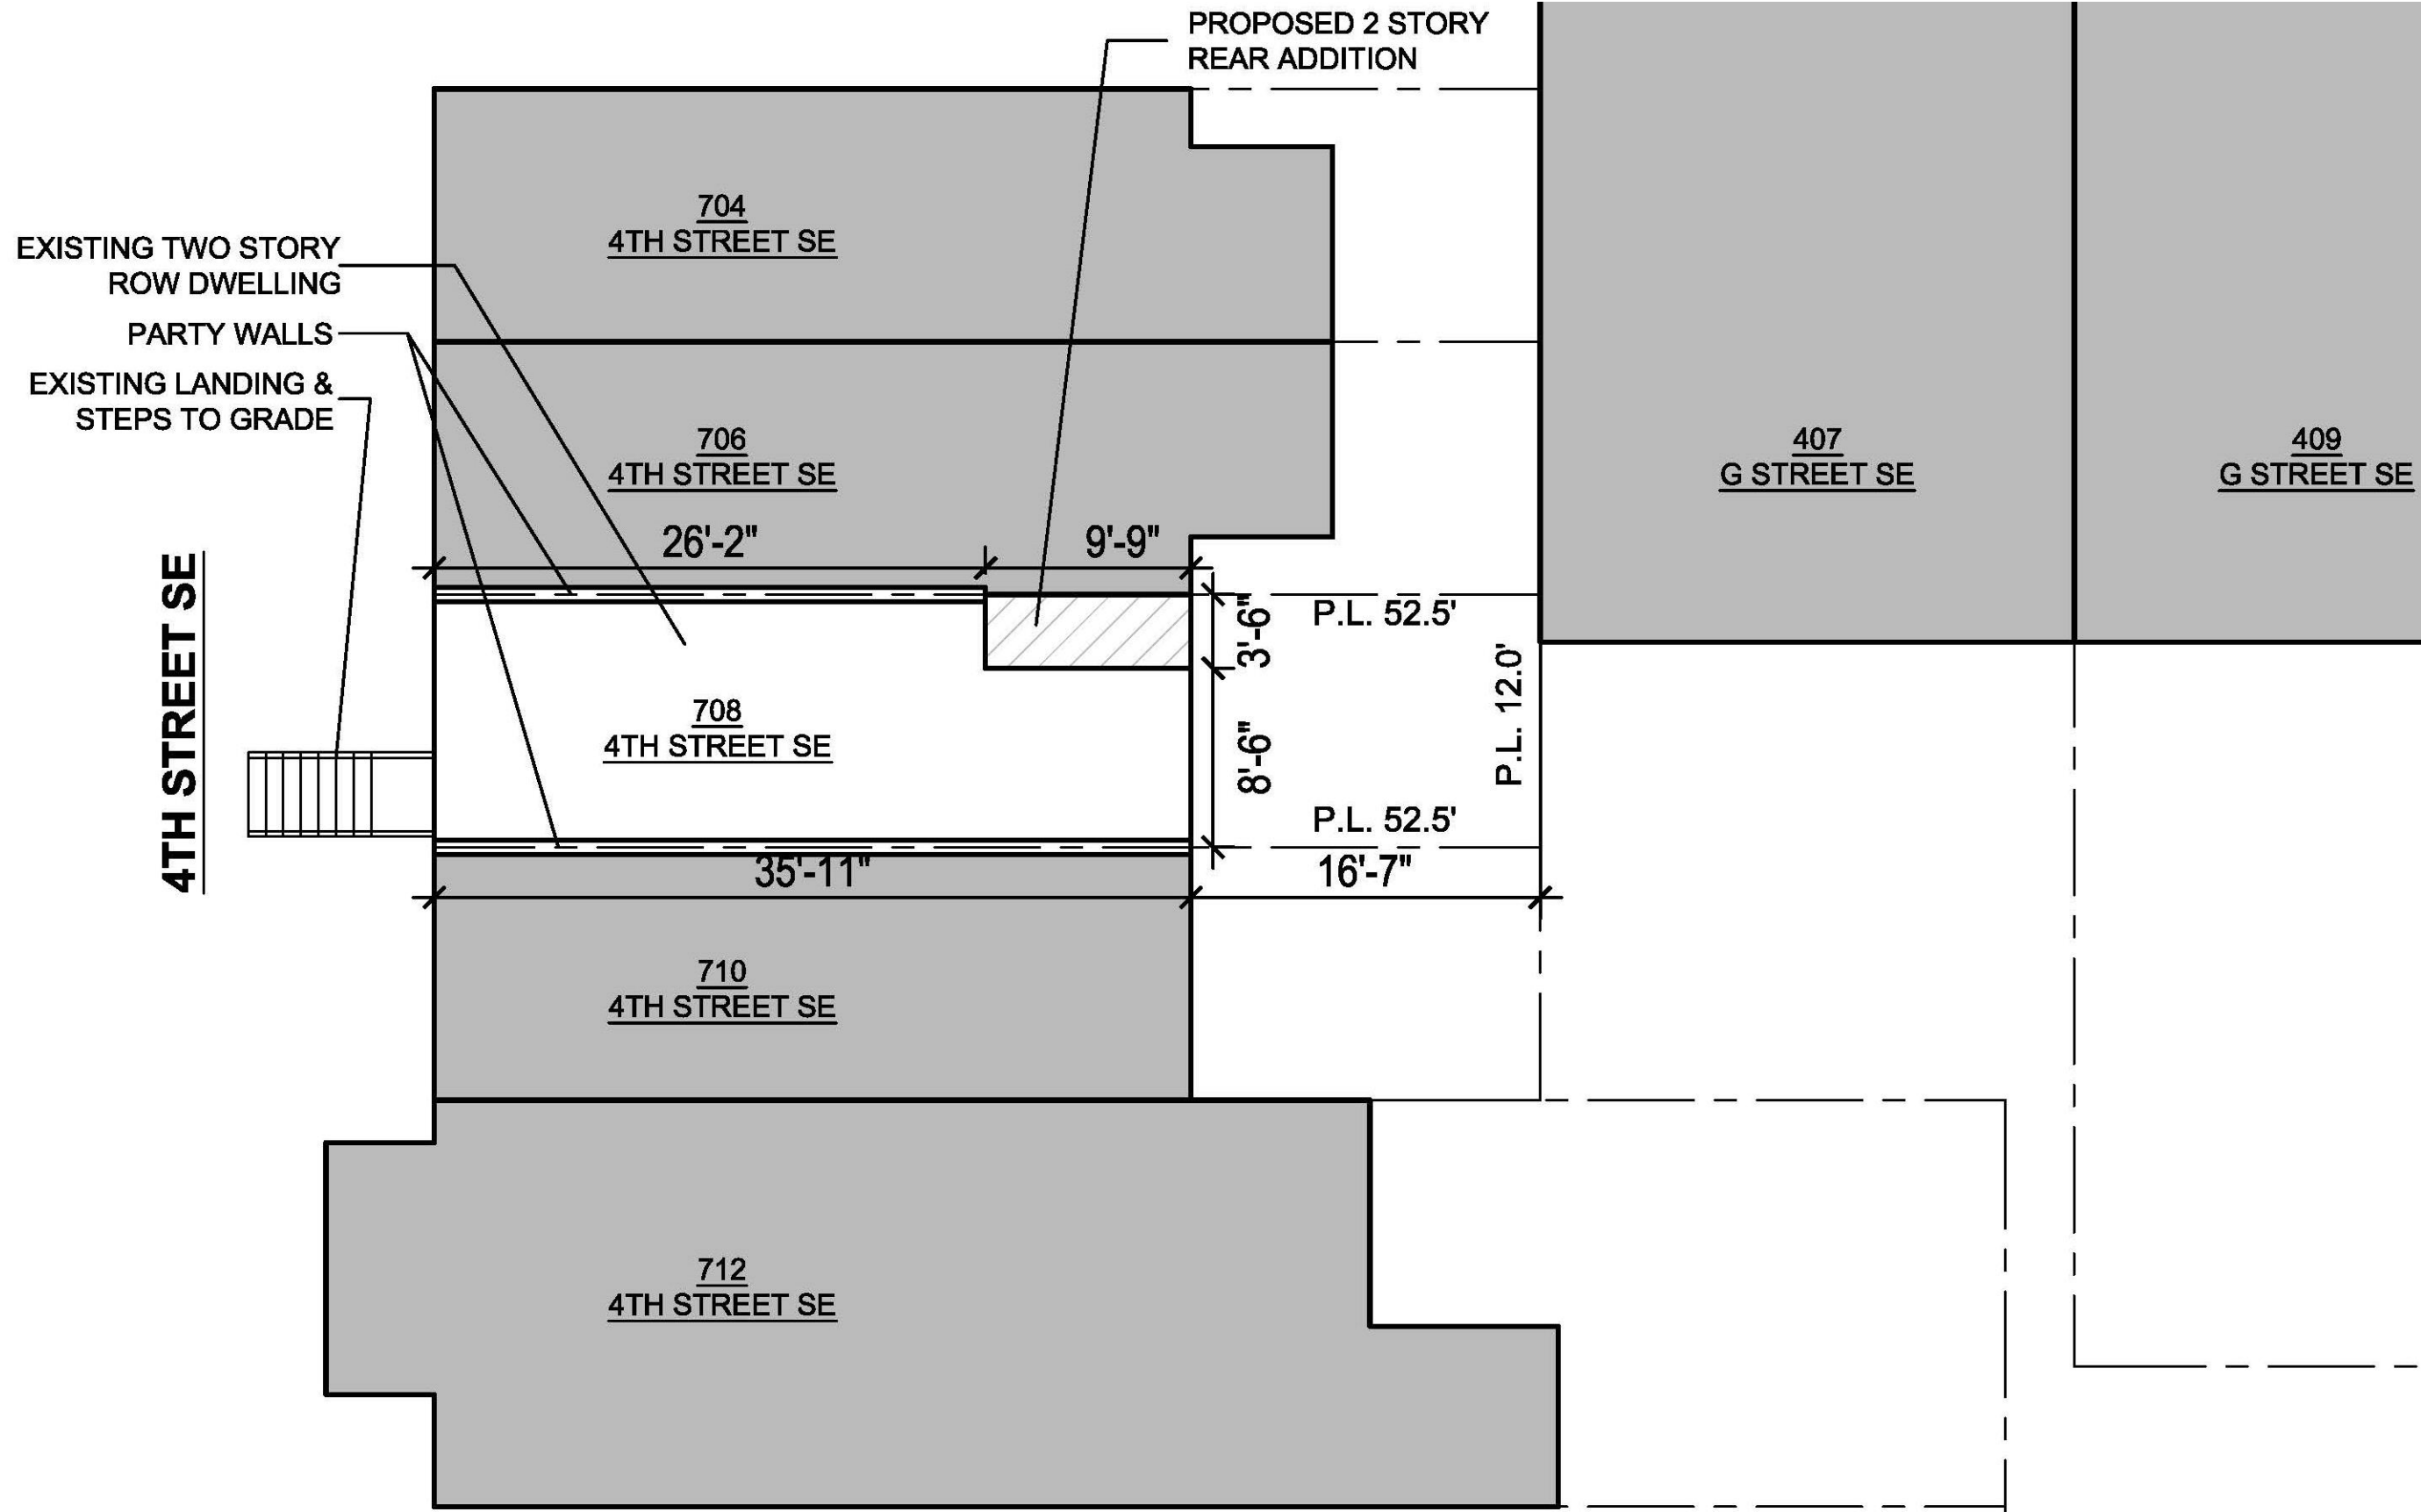 PROPOSED 2 STORY
REAR ADDITION
704
4TH STREET SE
EXISTING TWO STORY
ROW DWELLING
PARTY WALLS
EXISTING LANDING &
STEPS TO GRADE
706
4TH STREET SE
407
G STREET SE
409
G STREET SE
26'-2"
9'-9"
4TH STREET SE
3'-6"
P.L. 52.5'
P.L. 12.0'
708
4TH STREET SE
8'-6"
P.L. 52.5'
35'-11"
16'-7"
710
4TH STREET SE
712
4TH STREET SE